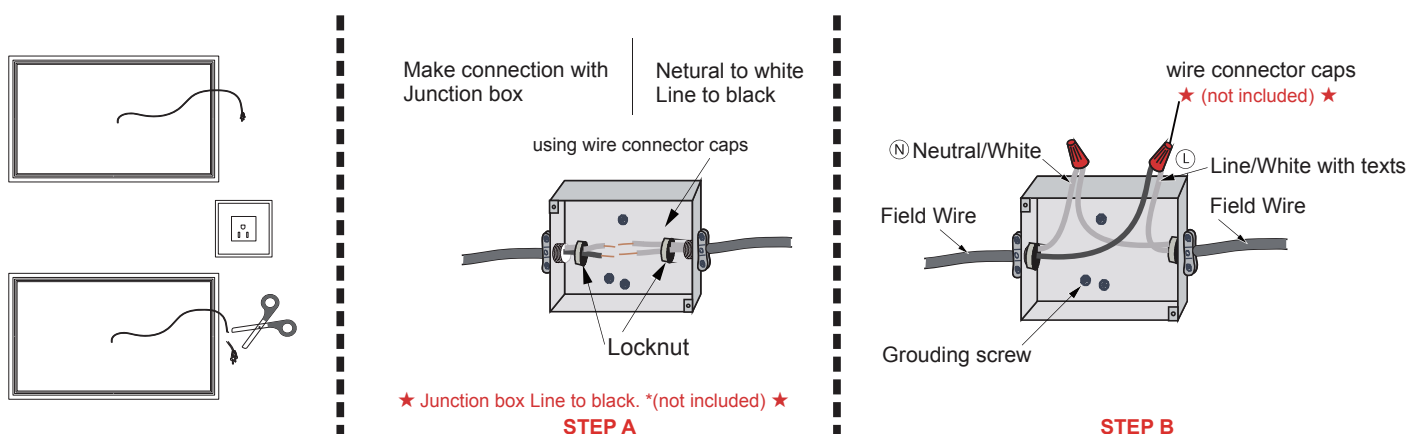 Make connection with
Junction box
Netural to white
Line to black
using wire connector caps
Locknut
★ Junction box Line to black. *(not included) ★
STEP A
wire connector caps
★ (not included) ★
Ⓝ Neutral/White
Ⓛ
Line/White with texts
Field Wire
Field Wire
Grouding screw
STEP B